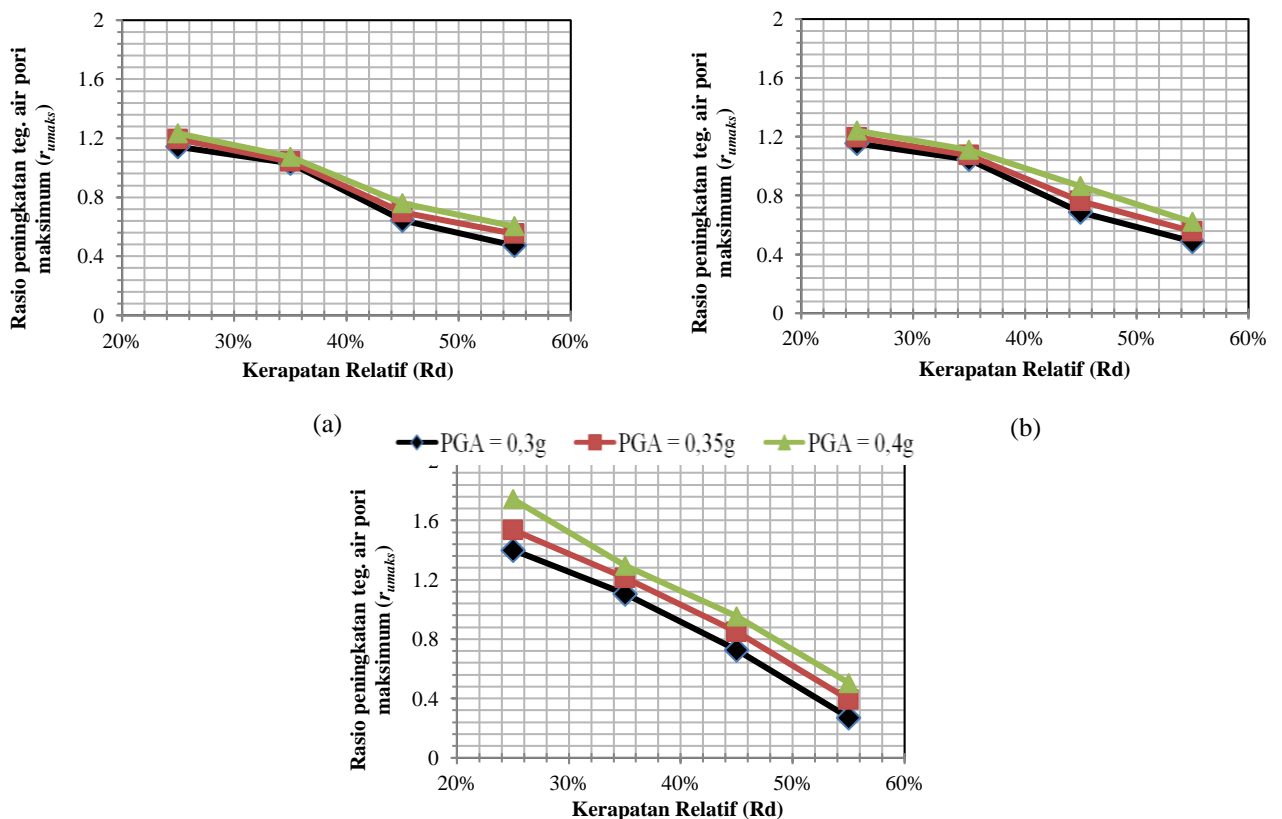 2
1.6
1.2
0.8
0.4
0
Rasio peningkatan teg. air pori
maksimum (rumaks)
20% 30% 40% 50% 60%
Kerapatan Relatif (Rd)
(a)
2
1.6
1.2
0.8
0.4
0
Rasio peningkatan teg. air pori
maksimum (rumaks)
20% 30% 40% 50% 60%
Kerapatan Relatif (Rd)
(b)
PGA = 0,3g PGA = 0,35g PGA = 0,4g
2
1.6
1.2
0.8
0.4
0
Rasio peningkatan teg. air pori
maksimum (rumaks)
20% 30% 40% 50% 60%
Kerapatan Relatif (Rd)